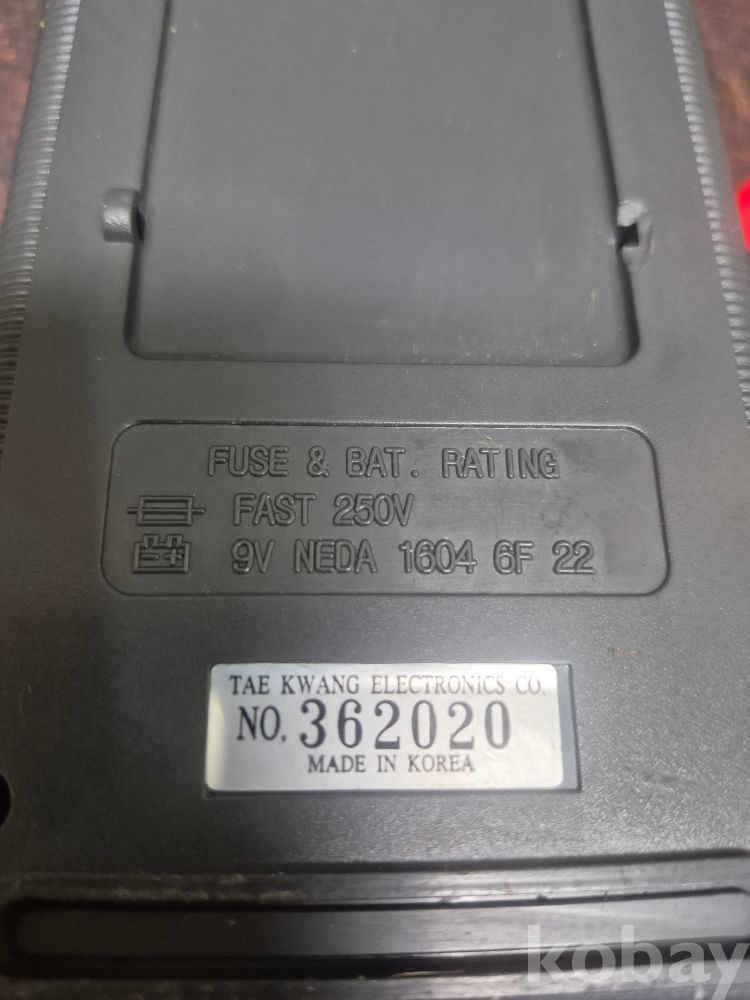 FUSE & BAT. RATING
FAST 250V
9V NEDA 1604 6F 22
TAE KWANG ELECTRONICS CO.
NO. 362020
MADE IN KOREA
kobay